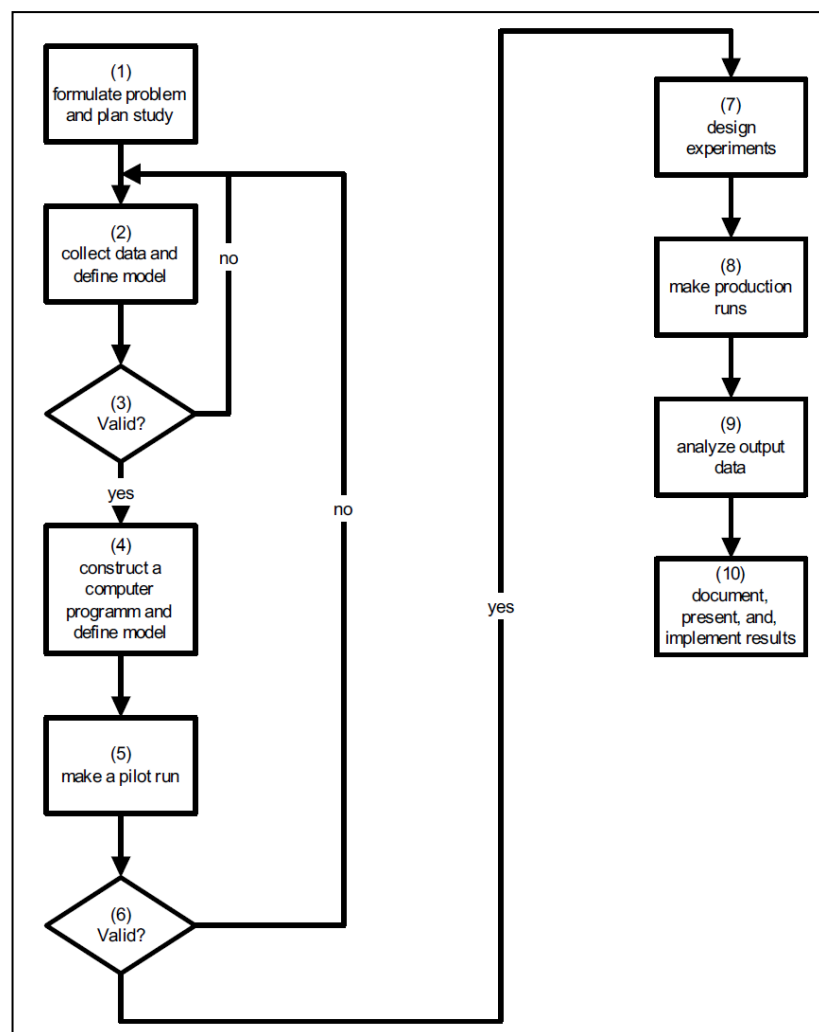 (1)
formulate problem
and plan study
(2)
collect data and
define model
no
(3)
Valid?
yes
(4)
construct a
computer
programm and
define model
no
(5)
make a pilot run
(6)
Valid?
yes
(7)
design
experiments
(8)
make production
runs
(9)
analyze output
data
(10)
document,
present, and,
implement results